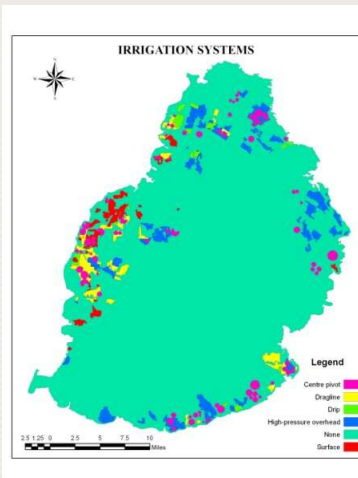 IRRIGATION SYSTEMS
N
W
E
S
Legend
Centre pivot
Dragline
Drip
High-pressure overhead
None
Surface
2.5 1.25 0 2.5 5 7.5 10
Miles